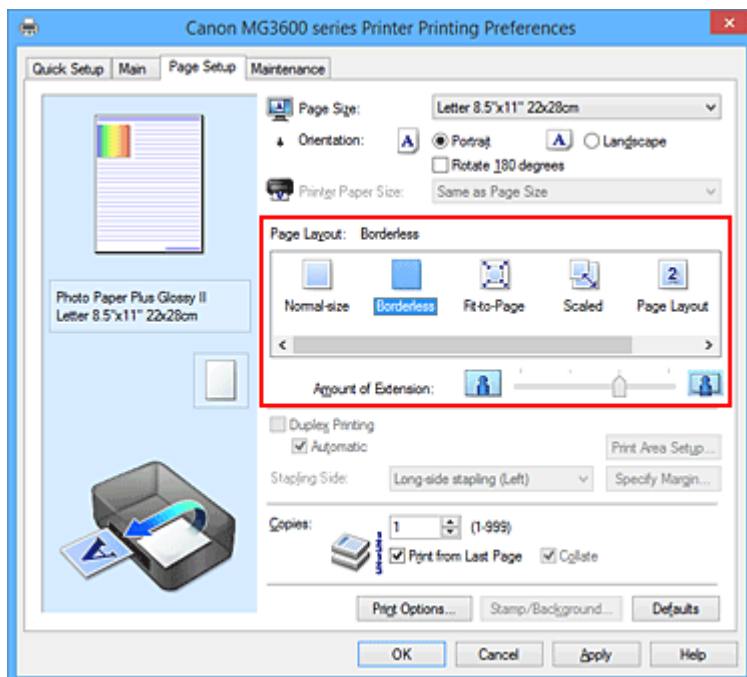 Canon MG3600 series Printer Printing Preferences
Quick Setup Main Page Setup Maintenance
Page Size: Letter 8.5"x11" 22x28cm
Orientation: A Portrait A Landscape
Rotate 180 degrees
Printer Paper Size: Same as Page Size
Page Layout: Borderless
Photo Paper Plus Glossy II
Letter 8.5"x11" 22x28cm
2
Normal-size Borderless Fit-to-Page Scaled Page Layout
Amount of Extension:
Duplex Printing
Automatic Print Area Setup...
Stapling Side: Long-side stapling (Left) Specify Margin...
Copies: 1 (1-999)
Print from Last Page Collate
A
Print Options... Stamp/Background... Defaults
OK Cancel Apply Help